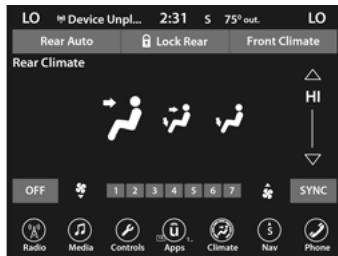 LO Device Unpl... 2:31 S 75º out. LO
Rear Auto Lock Rear Front Climate
Rear Climate
HI
OFF 1 2 3 4 5 6 7 SYNC
Radio Media Controls Apps Climate Nav Phone